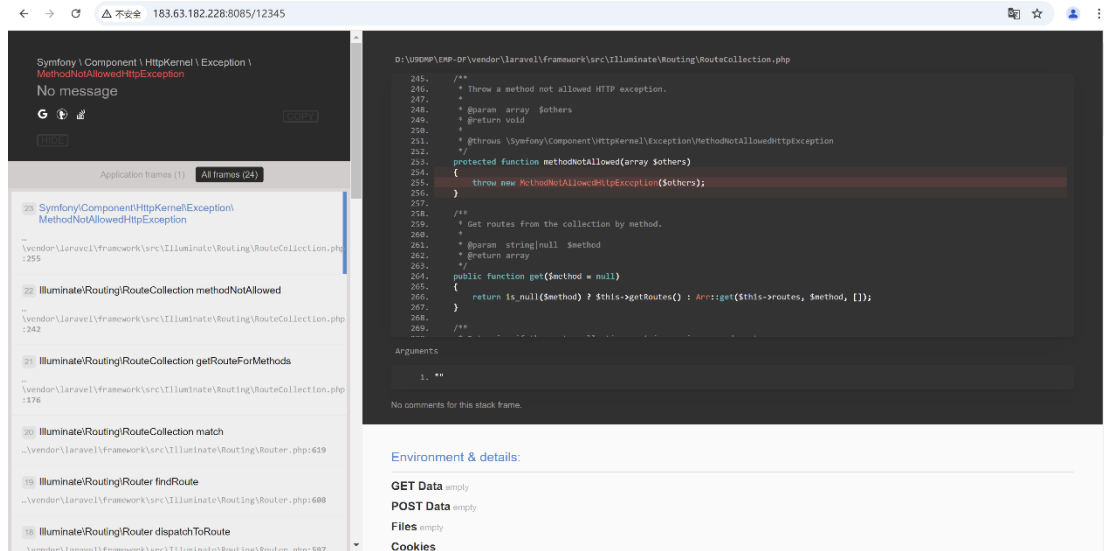 不安全 183.63.182.228:8085/12345
Symfony \ Component \ HttpKernel \ Exception \
MethodNotAllowedHttpException
No message
COPY
HIDE
Application frames (1) All frames (24)
23 Symfony\Component\HttpKernel\Exception\
MethodNotAllowedHttpException
…
\vendor\laravel\framework\src\Illuminate\Routing\RouteCollection.php
:255
22 Illuminate\Routing\RouteCollection methodNotAllowed
…
\vendor\laravel\framework\src\Illuminate\Routing\RouteCollection.php
:242
21 Illuminate\Routing\RouteCollection getRouteForMethods
…
\vendor\laravel\framework\src\Illuminate\Routing\RouteCollection.php
:176
20 Illuminate\Routing\RouteCollection match
…\vendor\laravel\framework\src\Illuminate\Routing\Router.php:619
19 Illuminate\Routing\Router findRoute
…\vendor\laravel\framework\src\Illuminate\Routing\Router.php:608
18 Illuminate\Routing\Router dispatchToRoute
…\vendor\laravel\framework\src\Illuminate\Routing\Router.php:597
D:\U9DMP\EMP-DF\vendor\laravel\framework\src\Illuminate\Routing\RouteCollection.php
245. /**
246. * Throw a method not allowed HTTP exception.
247. *
248. * @param array $others
249. * @return void
250. *
251. * @throws \Symfony\Component\HttpKernel\Exception\MethodNotAllowedHttpException
252. */
253. protected function methodNotAllowed(array $others)
254. {
255. throw new MethodNotAllowedHttpException($others);
256. }
257.
258. /**
259. * Get routes from the collection by method.
260. *
261. * @param string|null $method
262. * @return array
263. */
264. public function get($method = null)
265. {
266. return is_null($method) ? $this->getRoutes() : Arr::get($this->routes, $method, []);
267. }
268.
269. /**
Arguments
1. ""
No comments for this stack frame.
Environment & details:
GET Data empty
POST Data empty
Files empty
Cookies